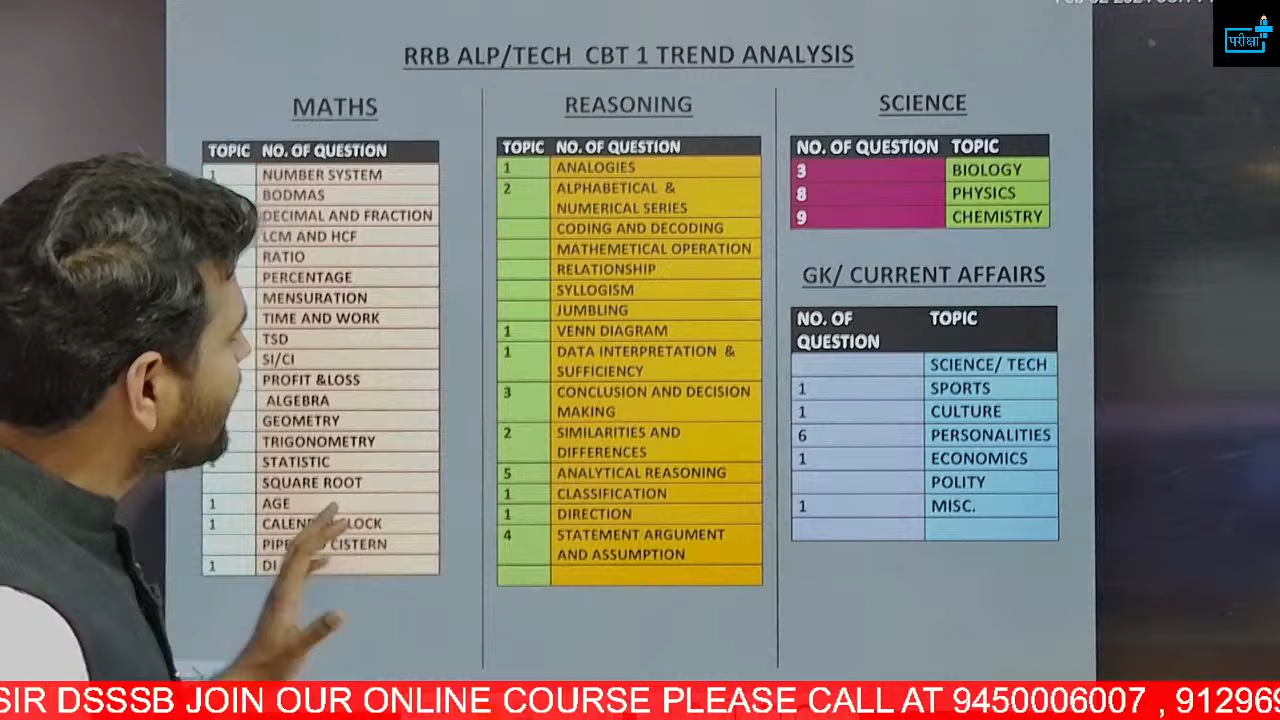 परीक्षा
RRB ALP/TECH CBT 1 TREND ANALYSIS
MATHS
TOPIC NO. OF QUESTION
1 NUMBER SYSTEM
BODMAS
DECIMAL AND FRACTION
LCM AND HCF
RATIO
PERCENTAGE
MENSURATION
TIME AND WORK
TSD
SI/CI
PROFIT &LOSS
ALGEBRA
GEOMETRY
TRIGONOMETRY
STATISTIC
SQUARE ROOT
1 AGE
1
CISTERN
1 DI
REASONING
TOPIC NO. OF QUESTION
1 ANALOGIES
2 ALPHABETICAL &
NUMERICAL SERIES
CODING AND DECODING
MATHEMETICAL OPERATION
RELATIONSHIP
SYLLOGISM
JUMBLING
1 VENN DIAGRAM
1 DATA INTERPRETATION &
SUFFICIENCY
3 CONCLUSION AND DECISION
MAKING
2 SIMILARITIES AND
DIFFERENCES
5 ANALYTICAL REASONING
1 CLASSIFICATION
1 DIRECTION
4 STATEMENT ARGUMENT
AND ASSUMPTION
SCIENCE
NO. OF QUESTION TOPIC
3 BIOLOGY
8 PHYSICS
9 CHEMISTRY
GK/ CURRENT AFFAIRS
NO. OF TOPIC
QUESTION
SCIENCE/ TECH
1 SPORTS
1 CULTURE
6 PERSONALITIES
1 ECONOMICS
POLITY
1 MISC.
SIR DSSSB JOIN OUR ONLINE COURSE PLEASE CALL AT 9450006007 , 91296